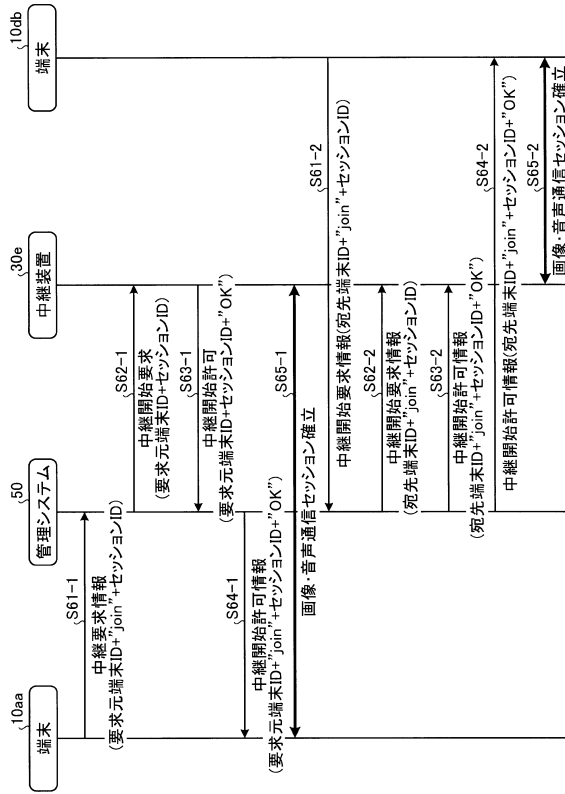 10aa
端末
50
管理システム
30e
中継装置
10db
端末
S61-1
中継要求情報
(要求元端末ID+"join"+セッションID)
S62-1
中継開始要求
(要求元端末ID+セッションID)
S63-1
中継開始許可
(要求元端末ID+セッションID+"OK")
S64-1
中継開始許可情報
(要求元端末ID+"join"+セッションID+"OK")
S65-1
画像・音声通信セッション確立
S61-2
中継開始要求情報(宛先端末ID+"join"+セッションID)
S62-2
中継開始要求情報
(宛先端末ID+"join"+セッションID)
S63-2
中継開始許可情報
(宛先端末ID+"join"+セッションID+"OK")
S64-2
中継開始許可情報(宛先端末ID+"join"+セッションID+"OK")
S65-2
画像・音声通信セッション確立